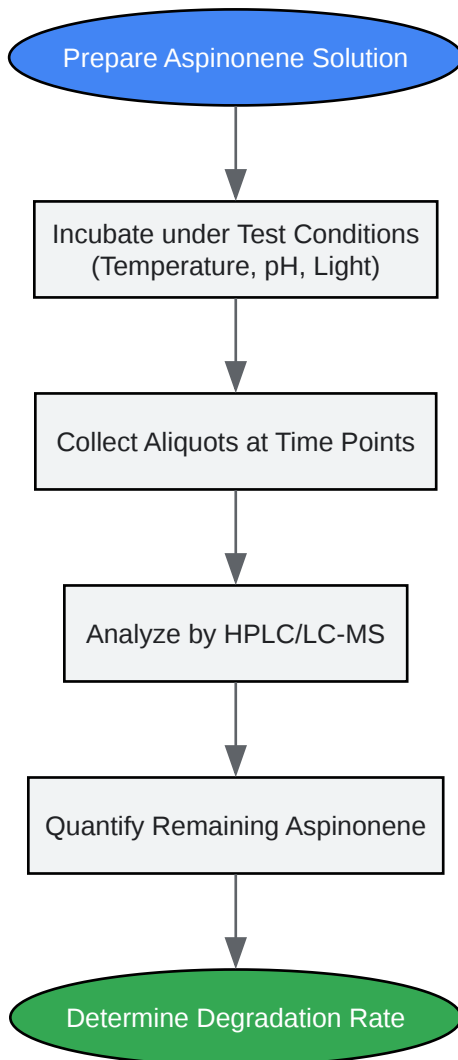 Prepare Aspinonene Solution
Incubate under Test Conditions
(Temperature, pH, Light)
Collect Aliquots at Time Points
Analyze by HPLC/LC-MS
Quantify Remaining Aspinonene
Determine Degradation Rate